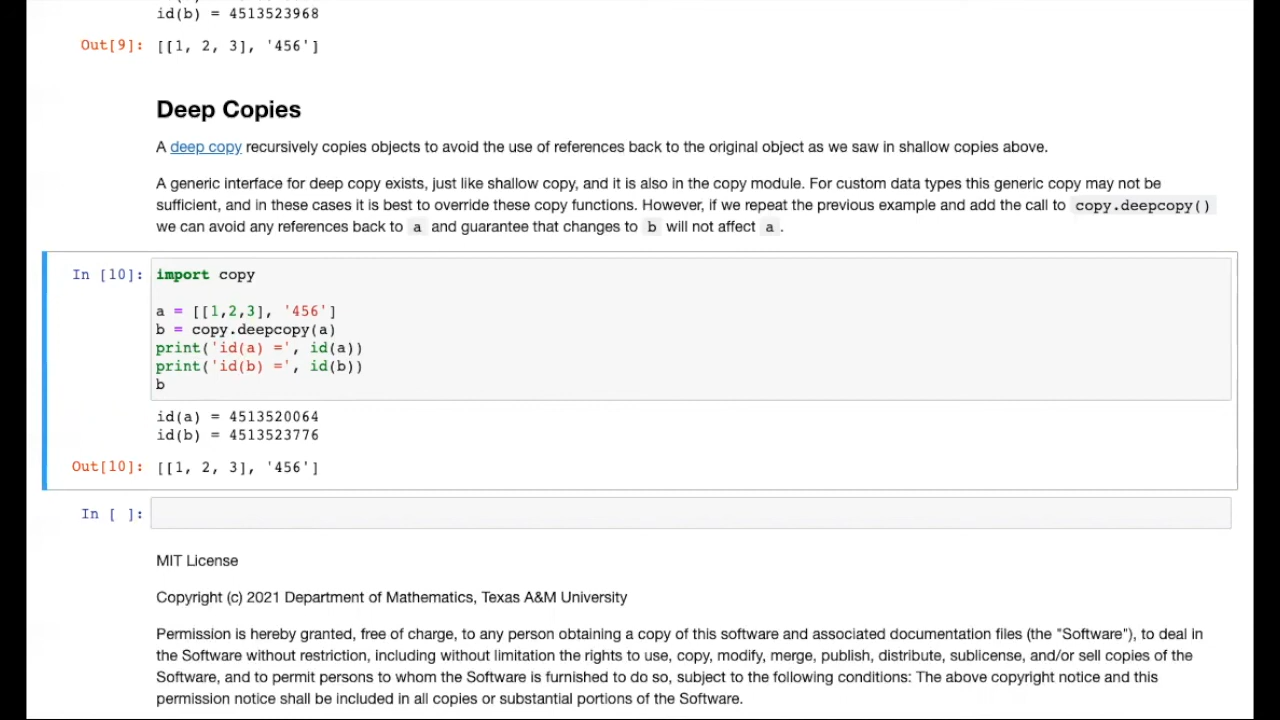 id(b) = 4513523968
Out[9]: [[1, 2, 3], '456']
Deep Copies
A deep copy recursively copies objects to avoid the use of references back to the original object as we saw in shallow copies above.
A generic interface for deep copy exists, just like shallow copy, and it is also in the copy module. For custom data types this generic copy may not be
sufficient, and in these cases it is best to override these copy functions. However, if we repeat the previous example and add the call to copy.deepcopy()
we can avoid any references back to a and guarantee that changes to b will not affect a .
In [10]: import copy
a = [[1,2,3], '456']
b = copy.deepcopy(a)
print('id(a) =', id(a))
print('id(b) =', id(b))
b
id(a) = 4513520064
id(b) = 4513523776
Out[10]: [[1, 2, 3], '456']
In [ ]:
MIT License
Copyright (c) 2021 Department of Mathematics, Texas A&M University
Permission is hereby granted, free of charge, to any person obtaining a copy of this software and associated documentation files (the "Software"), to deal in
the Software without restriction, including without limitation the rights to use, copy, modify, merge, publish, distribute, sublicense, and/or sell copies of the
Software, and to permit persons to whom the Software is furnished to do so, subject to the following conditions: The above copyright notice and this
permission notice shall be included in all copies or substantial portions of the Software.